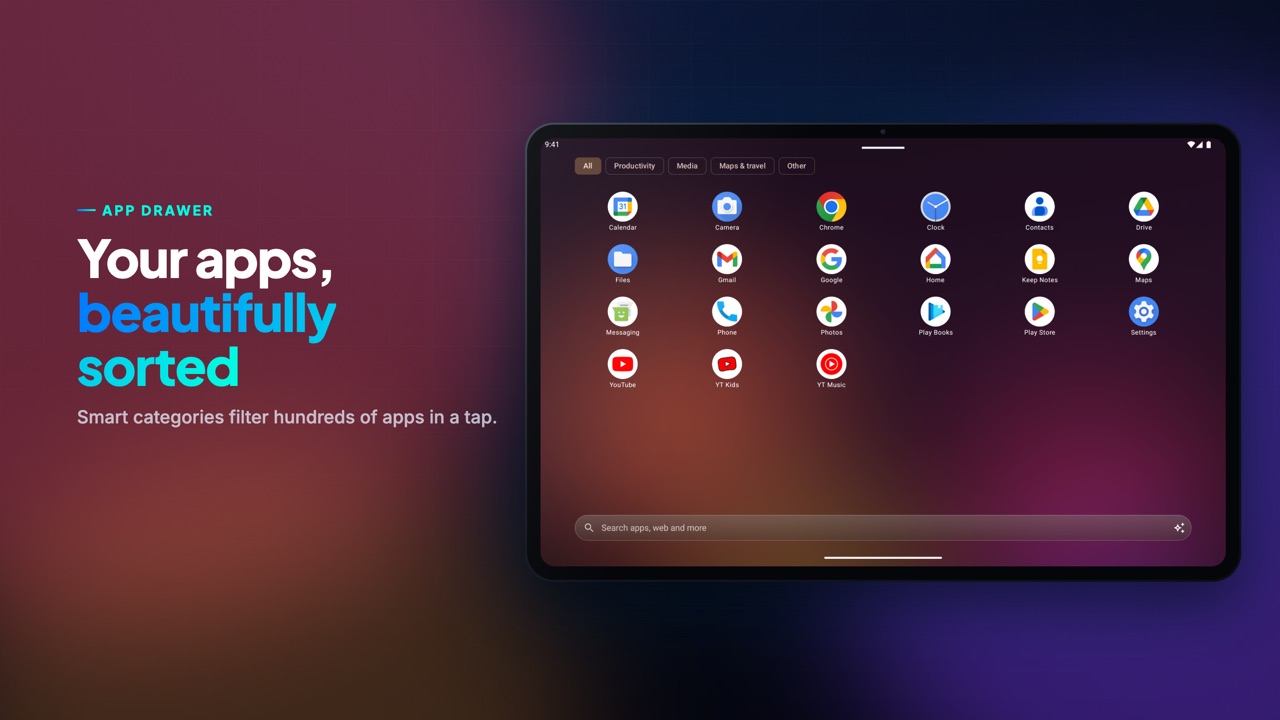 APP DRAWER
Your apps,
beautifully
sorted
Smart categories filter hundreds of apps in a tap.
9:41
All Productivity Media Maps & travel Other
31
Calendar Camera Chrome Clock Contacts Drive
Files Gmail Google Home Keep Notes Maps
Messaging Phone Photos Play Books Play Store Settings
YouTube YT Kids YT Music
Search apps, web and more